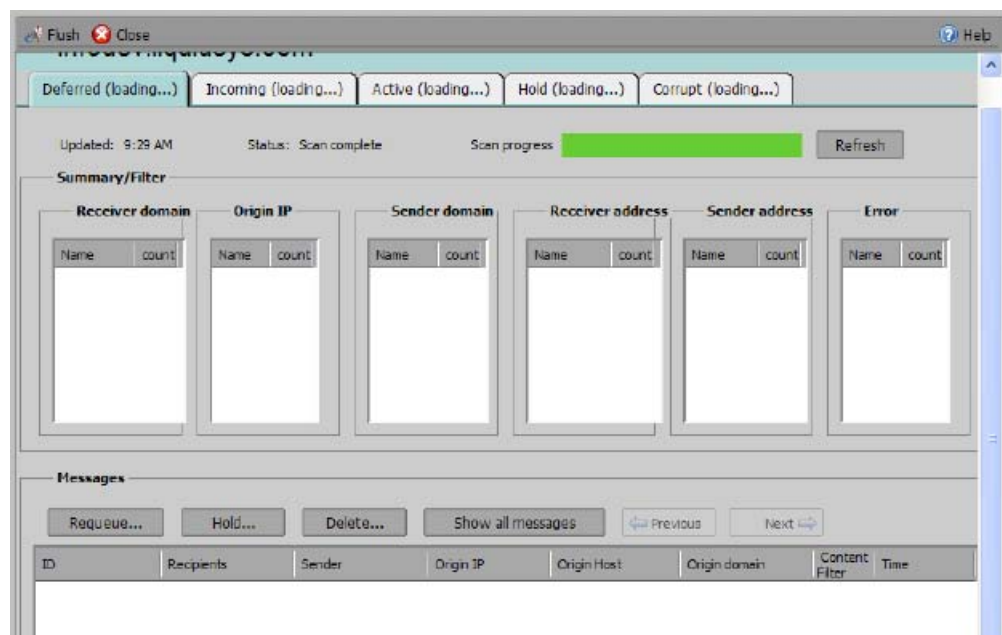 Flush Close Help
Deferred (loading...) Incoming (loading...) Active (loading...) Hold (loading...) Corrupt (loading...)
Updated: 9:29 AM Status: Scan complete Scan progress Refresh
Summary/Filter
Receiver domain Origin IP Sender domain Receiver address Sender address Error
Name count Name count Name count Name count Name count Name count
Messages
Requeue... Hold... Delete... Show all messages Previous Next
ID Recipients Sender Origin IP Origin Host Origin domain Content Filter Time